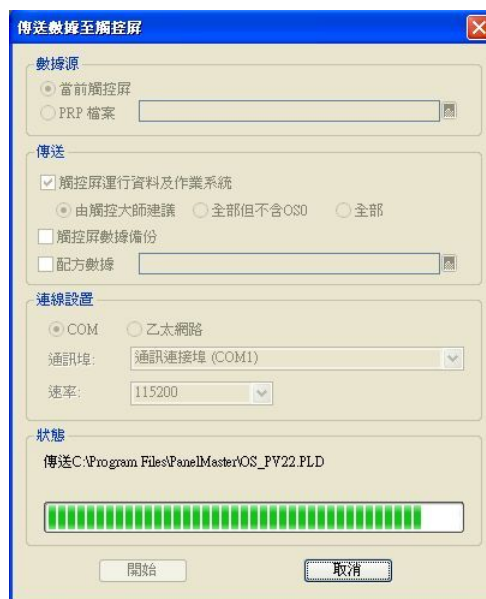 傳送數據至觸控屏
數據源
當前觸控屏
PRP 檔案
傳送
觸控屏運行資料及作業系統
由觸控大師建議 全部但不含OS0 全部
觸控屏數據備份
配方數據
連線設置
COM 乙太網路
通訊埠: 通訊連接埠 (COM1)
速率: 115200
狀態
傳送C:\Program Files\PanelMaster\OS_PV22.PLD
開始 取消